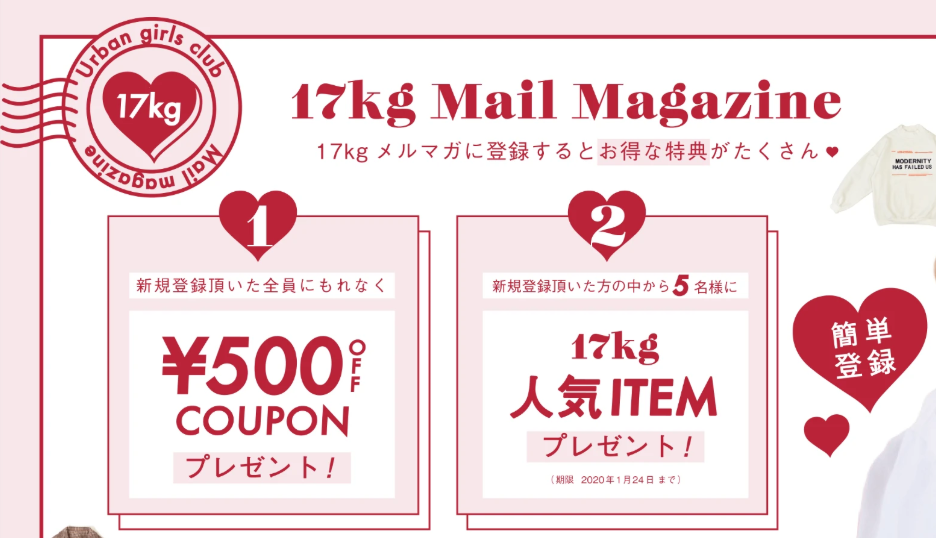 Urban girls club
17kg
Mail magazine
17kg Mail Magazine
17kg メルマガに登録するとお得な特典がたくさん♥
MODERNITY
HAS FAILED US
1
新規登録頂いた全員にもれなく
¥500OFF
COUPON
プレゼント!
2
新規登録頂いた方の中から5名様に
17kg
人気ITEM
プレゼント!
(期限 2020年1月24日まで)
簡単
登録